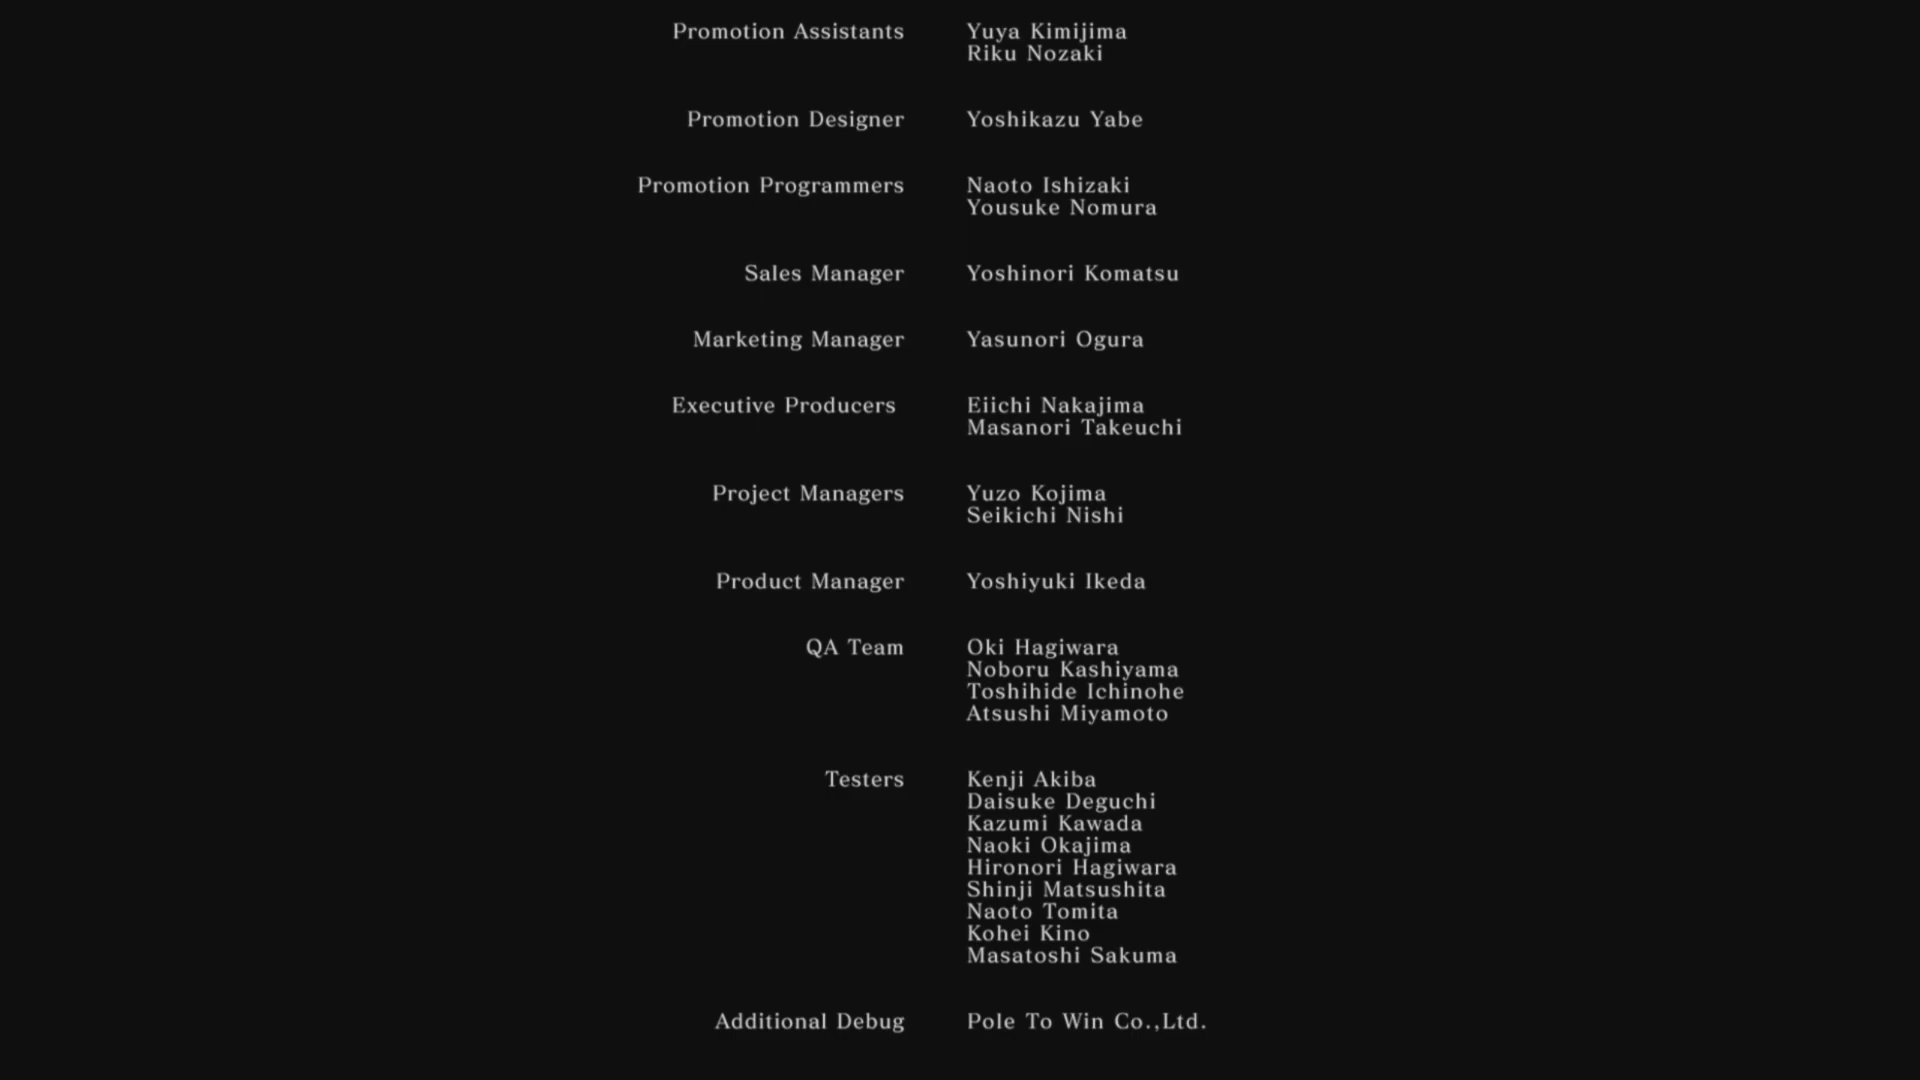 Promotion Assistants Yuya Kimijima
Riku Nozaki
Promotion Designer Yoshikazu Yabe
Promotion Programmers Naoto Ishizaki
Yousuke Nomura
Sales Manager Yoshinori Komatsu
Marketing Manager Yasunori Ogura
Executive Producers Eiichi Nakajima
Masanori Takeuchi
Project Managers Yuzo Kojima
Seikichi Nishi
Product Manager Yoshiyuki Ikeda
QA Team Oki Hagiwara
Noboru Kashiyama
Toshihide Ichinohe
Atsushi Miyamoto
Testers Kenji Akiba
Daisuke Deguchi
Kazumi Kawada
Naoki Okajima
Hironori Hagiwara
Shinji Matsushita
Naoto Tomita
Kohei Kino
Masatoshi Sakuma
Additional Debug Pole To Win Co.,Ltd.